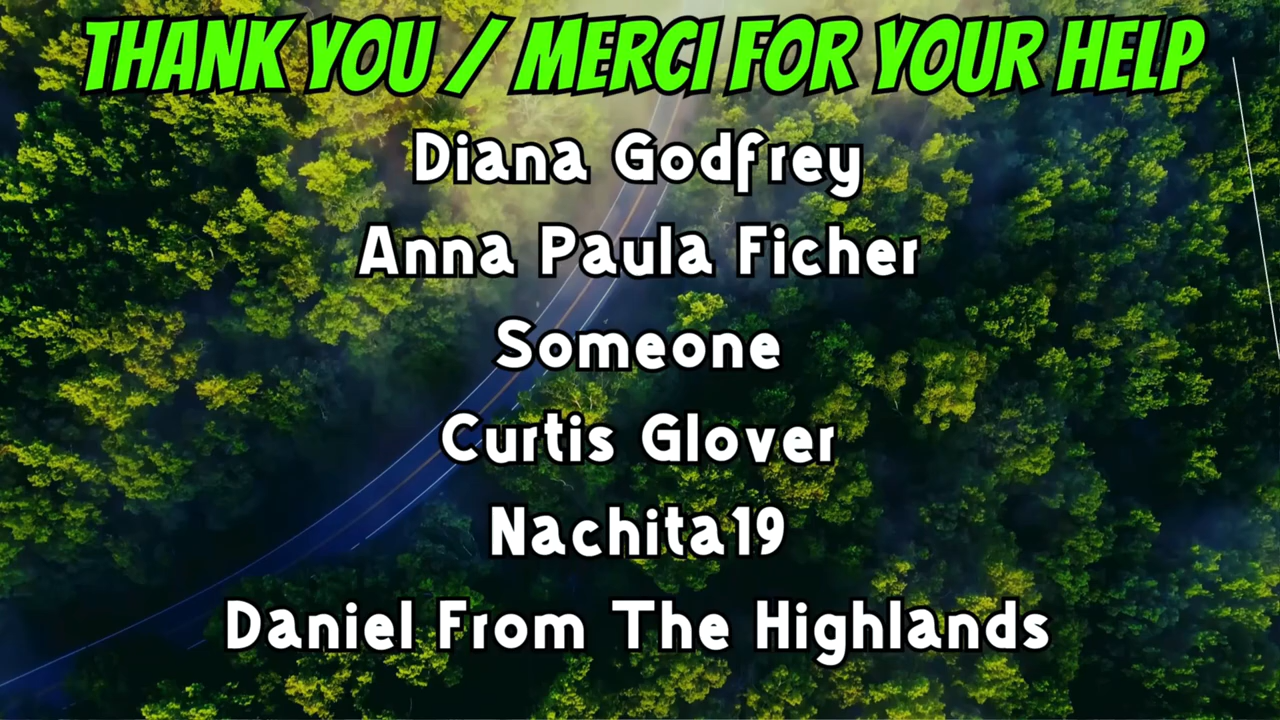 THANK YOU / MERCI FOR YOUR HELP
Diana Godfrey
Anna Paula Ficher
Someone
Curtis Glover
Nachita19
Daniel From The Highlands